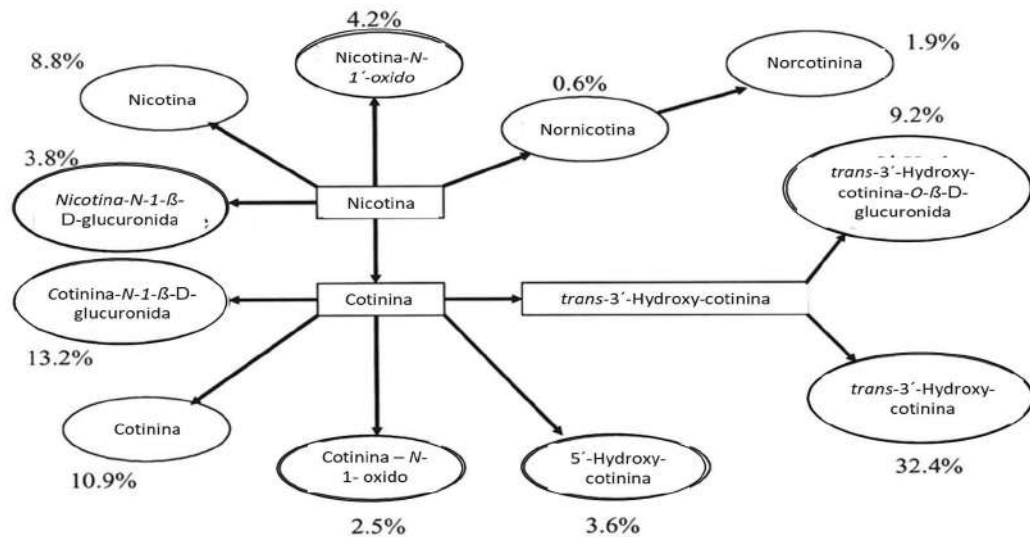 4.2%
Nicotina-N-
1´-oxido
8.8%
Nicotina
0.6%
Nornicotina
Norcotinina
1.9%
3.8%
Nicotina-N-1-ß-
D-glucuronida
Nicotina
9.2%
trans-3´-Hydroxy-
cotinina-O-ß-D-
glucuronida
Cotinina-N-1-ß-D-
glucuronida
13.2%
Cotinina
trans-3´-Hydroxy-cotinina
Cotinina
10.9%
Cotinina – N-
1- oxido
2.5%
5´-Hydroxy-
cotinina
3.6%
trans-3´-Hydroxy-
cotinina
32.4%